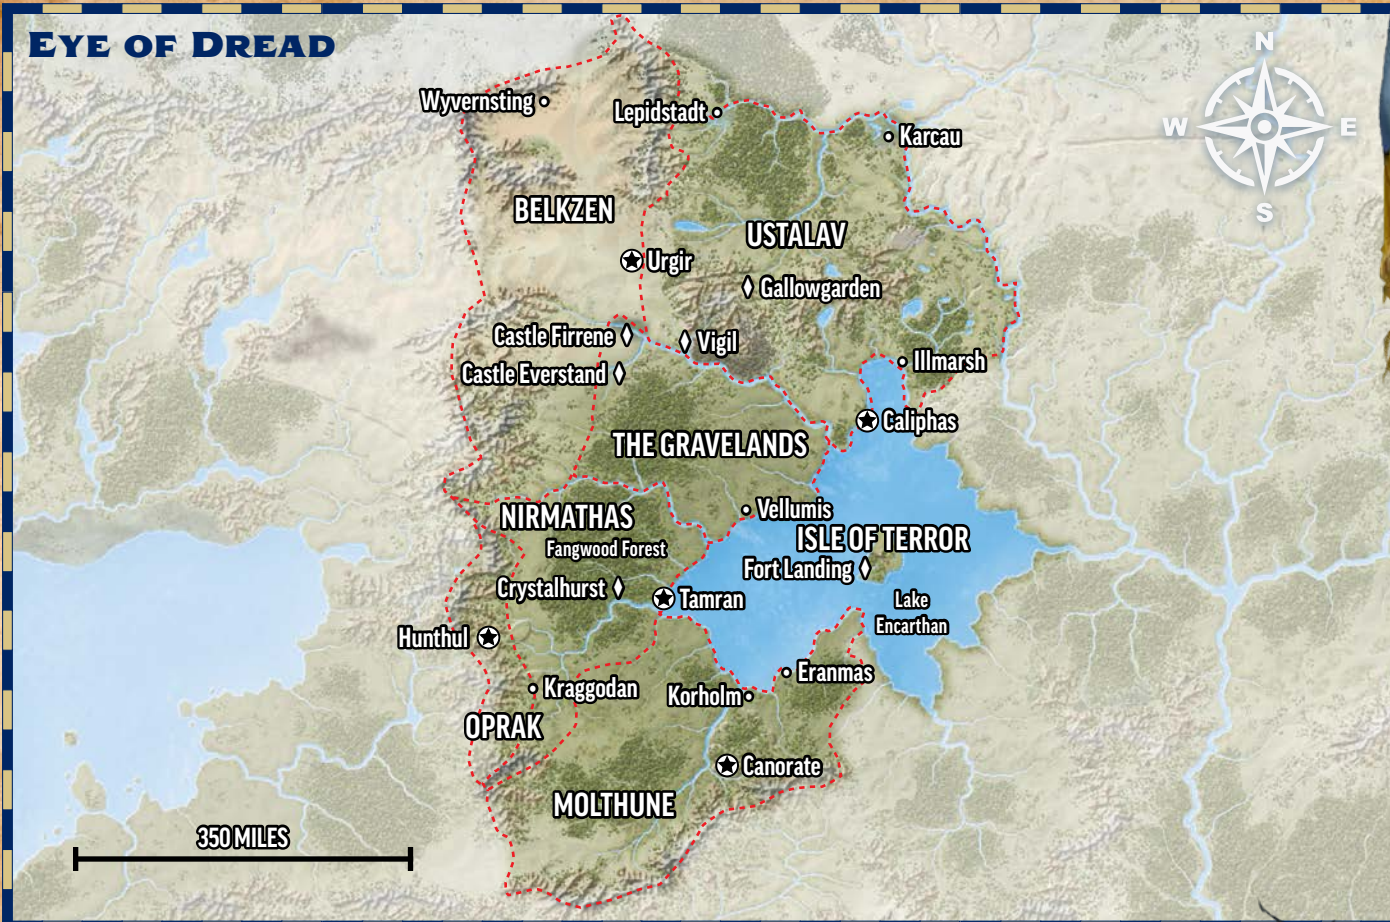 EYE OF DREAD
N
W
E
S
Wyvernsting
Lepidstadt
Karcau
BELKZEN
USTALAV
Urgir
Gallowgarden
Castle Firrene
Vigil
Castle Everstand
Illmarsh
Caliphas
THE GRAVELANDS
Vellumis
NIRMATHAS
ISLE OF TERROR
Fangwood Forest
Fort Landing
Crystalhurst
Tamran
Lake
Encarthan
Hunthul
Eranmas
Kraggodan
Korholm
OPRAK
Canorate
MOLTHUNE
350 MILES